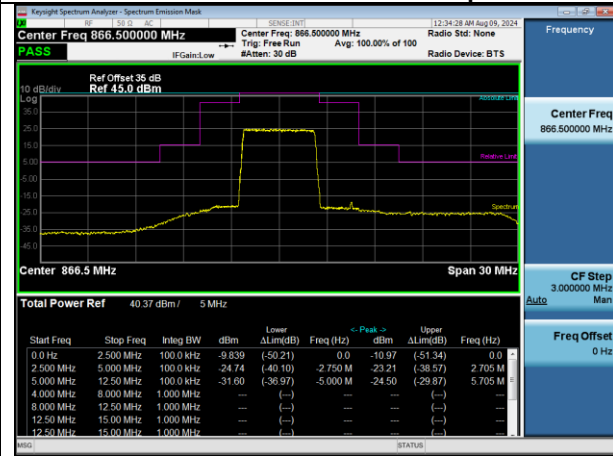 Keysight Spectrum Analyzer - Spectrum Emission Mask
RF 50 Ω AC SENSE:INT 12:34:28 AM Aug 09, 2024
Center Freq 866.500000 MHz Center Freq: 866.500000 MHz Radio Std: None
Trig: Free Run Avg: 100.00% of 100
PASS IFGain:Low #Atten: 30 dB Radio Device: BTS
Frequency
Ref Offset 35 dB
10 dB/div Ref 45.0 dBm
Log
Absolute Limit
35.0
25.0
15.0
Relative Limit
5.00
-5.00
-15.0
Spectrum
-25.0
-35.0
-45.0
Center 866.5 MHz Span 30 MHz
Center Freq
866.500000 MHz
CF Step
3.000000 MHz
Auto Man
Freq Offset
0 Hz
Total Power Ref 40.37 dBm / 5 MHz
Lower <- Peak -> Upper
Start Freq Stop Freq Integ BW dBm ΔLim(dB) Freq (Hz) dBm ΔLim(dB) Freq (Hz)
0.0 Hz 2.500 MHz 100.0 kHz -9.839 (-50.21) 0.0 -10.97 (-51.34) 0.0
2.500 MHz 5.000 MHz 100.0 kHz -24.74 (-40.10) -2.750 M -23.21 (-38.57) 2.705 M
5.000 MHz 12.50 MHz 100.0 kHz -31.60 (-36.97) -5.000 M -24.50 (-29.87) 5.705 M
4.000 MHz 8.000 MHz 1.000 MHz --- (---) --- --- (---) ---
8.000 MHz 12.50 MHz 1.000 MHz --- (---) --- --- (---) ---
12.50 MHz 15.00 MHz 1.000 MHz --- (---) --- --- (---) ---
12.50 MHz 15.00 MHz 1.000 MHz --- (---) --- --- (---) ---
MSG STATUS